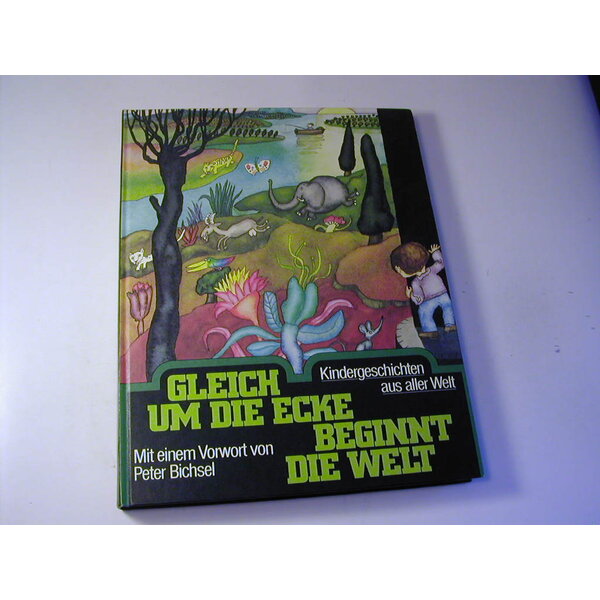 Kindergeschichten
aus aller Welt
GLEICH
UM DIE ECKE
BEGINNT
DIE WELT
Mit einem Vorwort von
Peter Bichsel